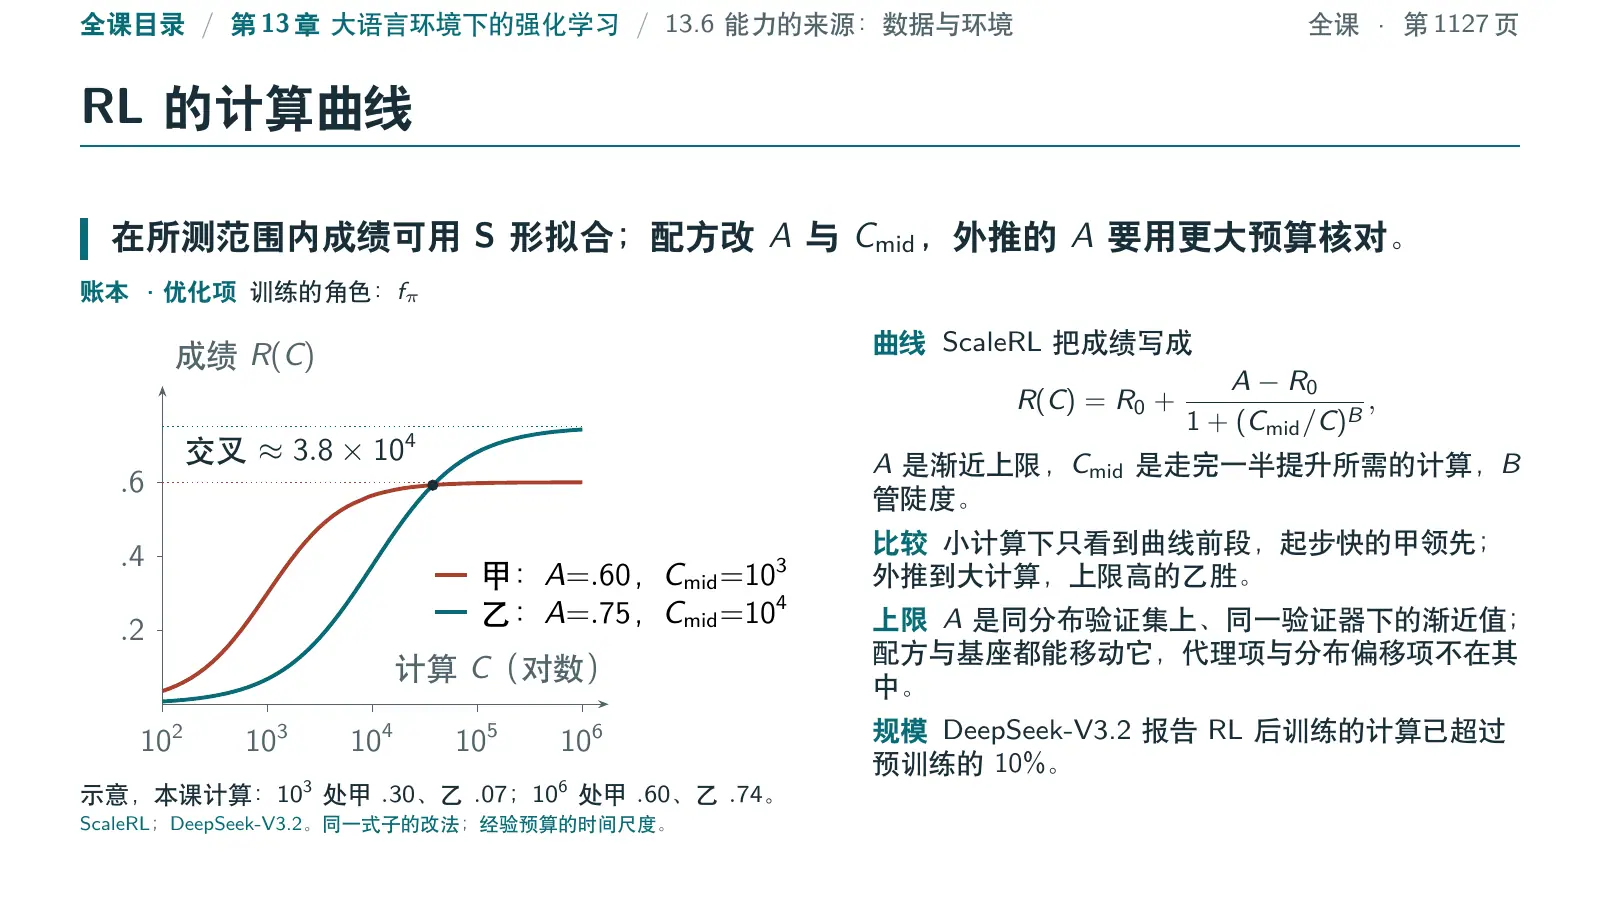 全课目录 / 第13章 大语言环境下的强化学习 / 13.6 能力的来源：数据与环境
全课 · 第1127页
RL 的计算曲线
在所测范围内成绩可用 S 形拟合；配方改 A 与 C_mid，外推的 A 要用更大预算核对。
账本 · 优化项 训练的角色：f_π
成绩 R(C)
交叉 ≈ 3.8 × 10^4
.6
.4
.2
甲：A=.60，C_mid=10^3
乙：A=.75，C_mid=10^4
计算 C（对数）
10^2 10^3 10^4 10^5 10^6
示意，本课计算：10^3 处甲 .30、乙 .07；10^6 处甲 .60、乙 .74。
ScaleRL；DeepSeek-V3.2。同一式子的改法；经验预算的时间尺度。
曲线 ScaleRL 把成绩写成
R(C) = R_0 + (A − R_0) / (1 + (C_mid/C)^B),
A 是渐近上限，C_mid 是走完一半提升所需的计算，B
管陡度。
比较 小计算下只看到曲线前段，起步快的甲领先；
外推到大计算，上限高的乙胜。
上限 A 是同分布验证集上、同一验证器下的渐近值；
配方与基座都能移动它，代理项与分布偏移项不在其
中。
规模 DeepSeek-V3.2 报告 RL 后训练的计算已超过
预训练的 10%。